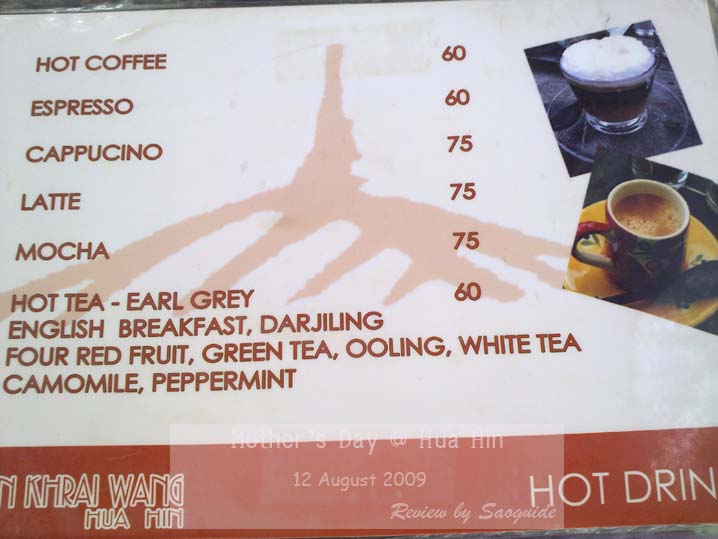 HOT COFFEE 60
ESPRESSO 60
CAPPUCINO 75
LATTE 75
MOCHA 75
HOT TEA - EARL GREY 60
ENGLISH BREAKFAST, DARJILING
FOUR RED FRUIT, GREEN TEA, OOLING, WHITE TEA
CAMOMILE, PEPPERMINT
Mother's Day @ Hua Hin
12 August 2009
Review by Saoguide
N KHRAI WANG
HUA HIN
HOT DRIN